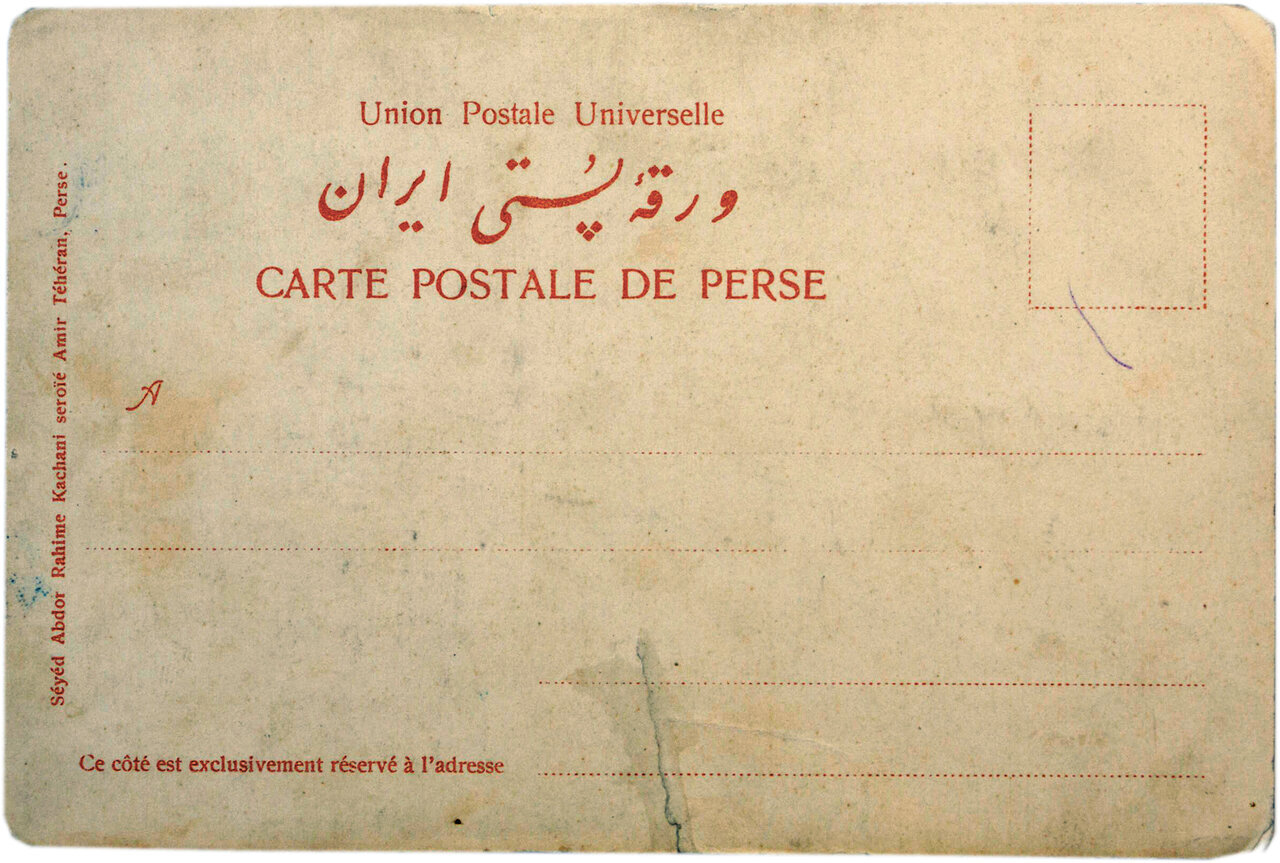 Union Postale Universelle
ورقهٔ پُستی ایران
CARTE POSTALE DE PERSE
A
Ce côté est exclusivement réservé à l'adresse
Séyéd Abdor Rahime Kachani seroïé Amir Téhéran, Perse.